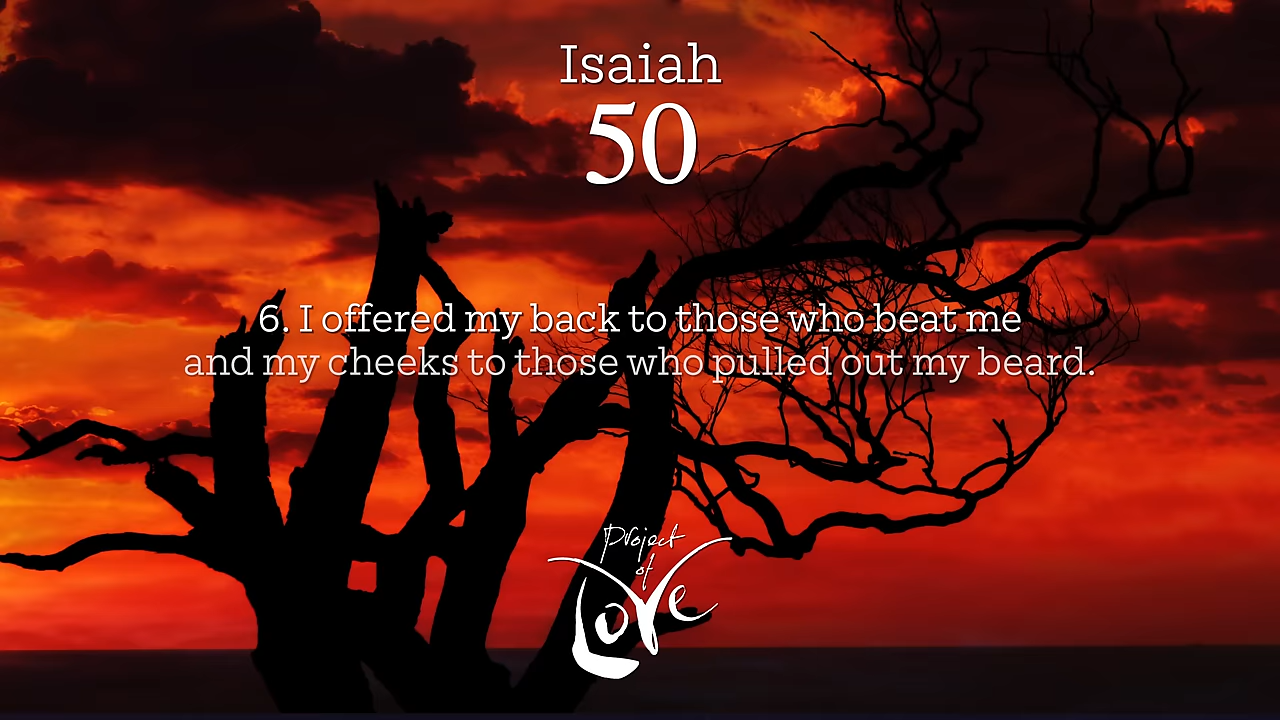 Isaiah
50
6. I offered my back to those who beat me
and my cheeks to those who pulled out my beard.
Project
of
Love